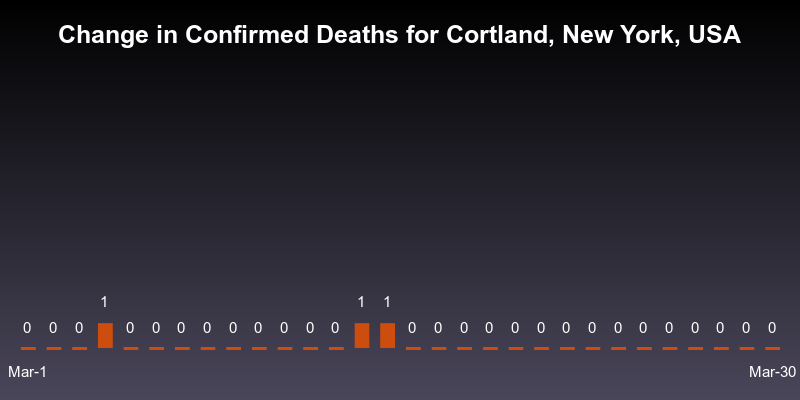 Change in Confirmed Deaths for Cortland, New York, USA
1 1 1
0 0 0 0 0 0 0 0 0 0 0 0 0 0 0 0 0 0 0 0 0 0 0 0 0 0 0
Mar-1 Mar-30